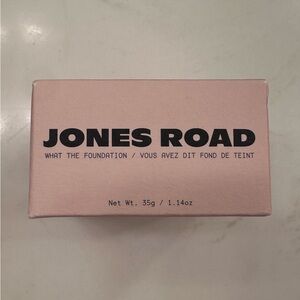 JONES ROAD
WHAT THE FOUNDATION / VOUS AVEZ DIT FOND DE TEINT
Net Wt. 35g / 1.14oz